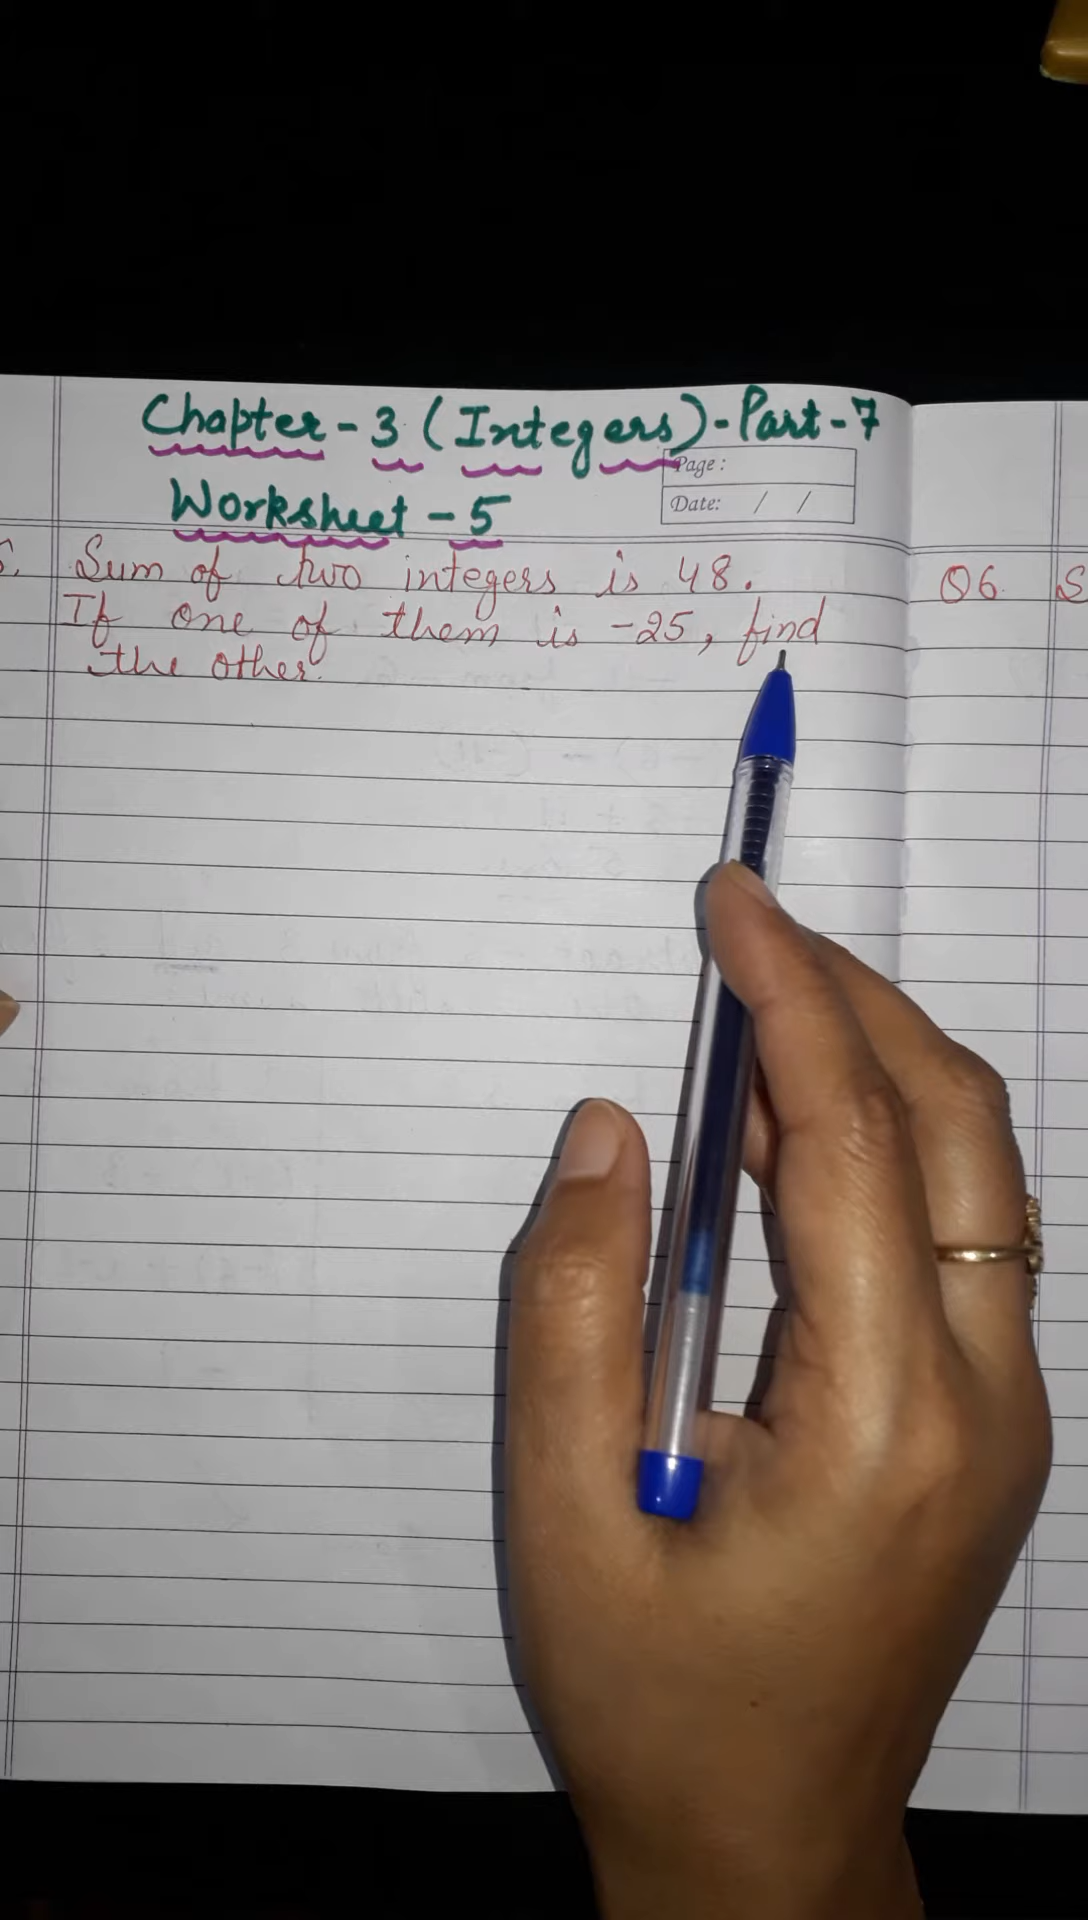 Chapter - 3 (Integers) - Part - 7
Page :
Worksheet - 5
Date: / /
5. Sum of two integers is 48.
If one of them is -25, find
the other.
Q6. S